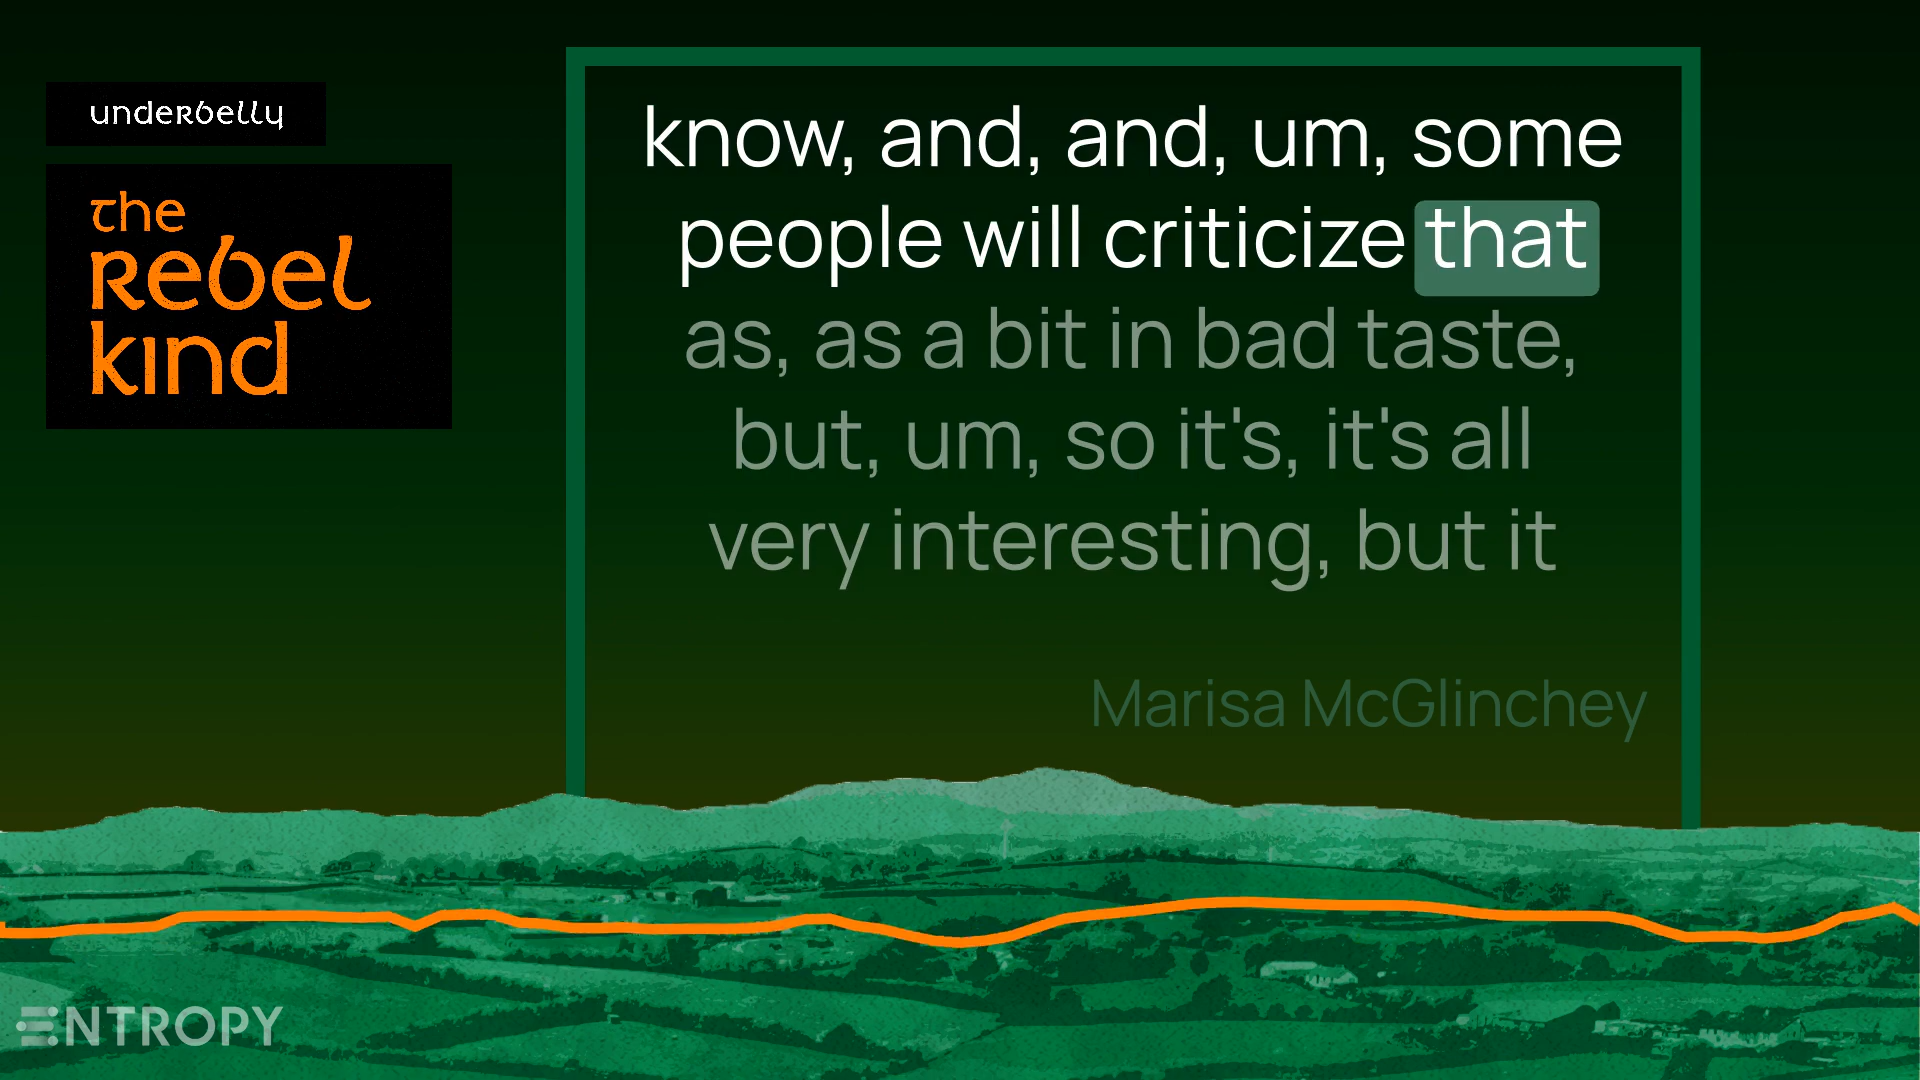 underbelly
the
Rebel
kind
know, and, and, um, some
people will criticize that
as, as a bit in bad taste,
but, um, so it's, it's all
very interesting, but it
Marisa McGlinchey
ENTROPY